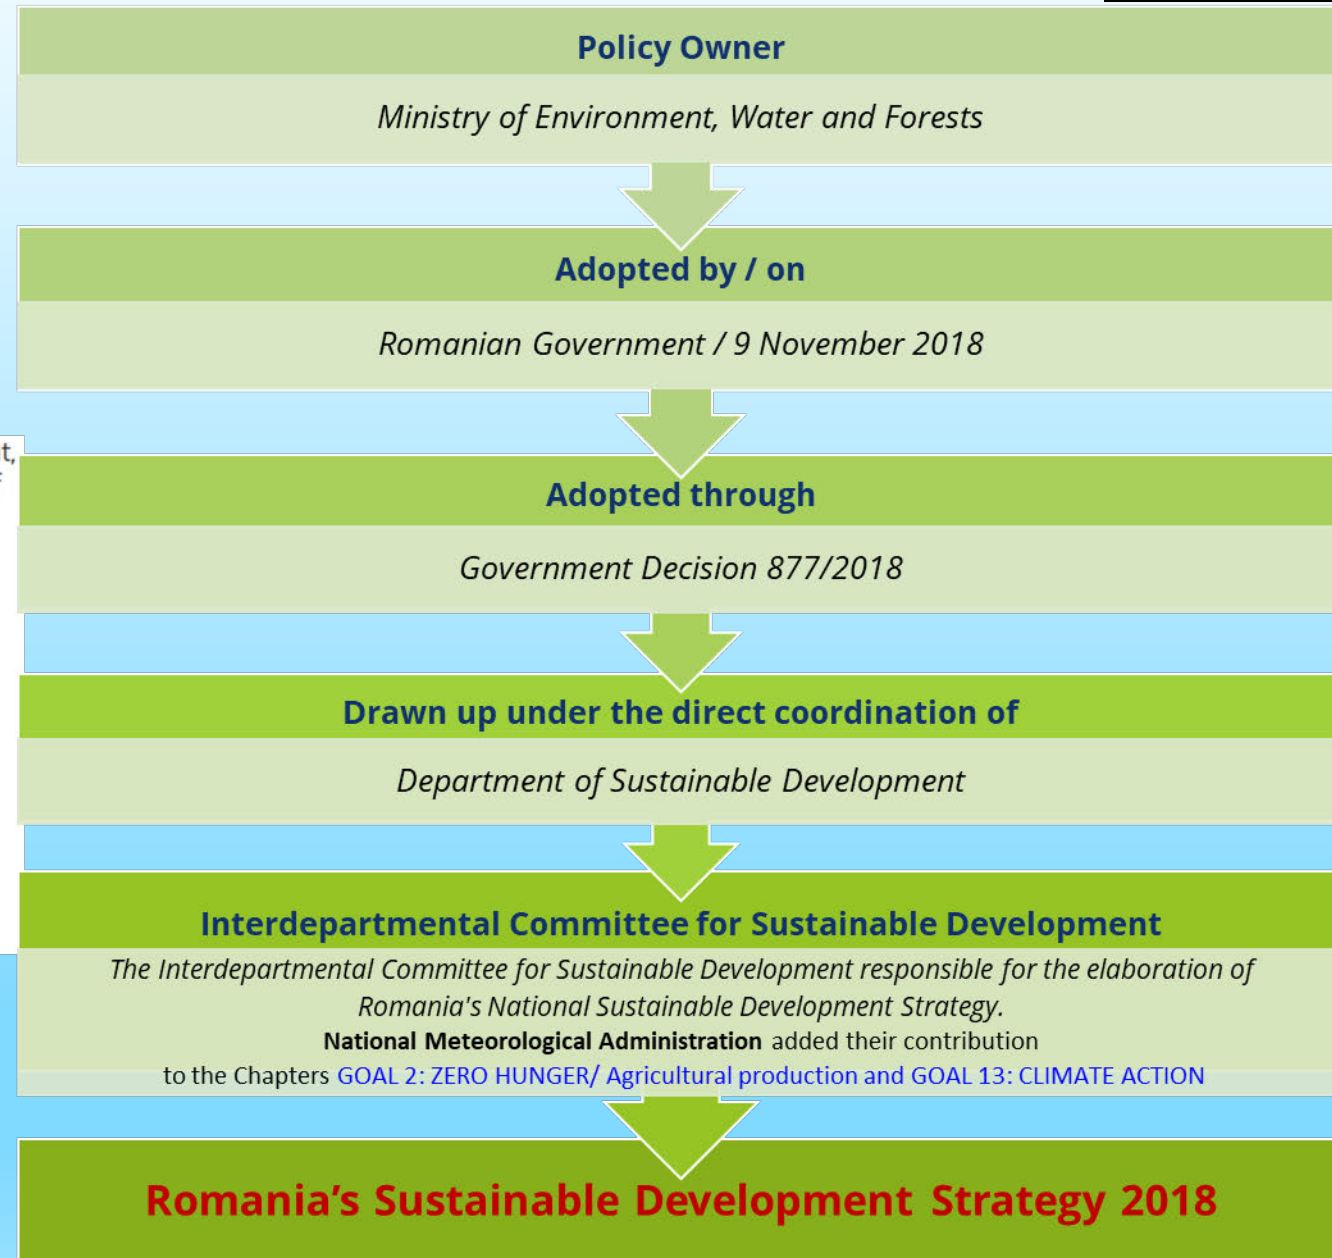 Policy Owner
Ministry of Environment, Water and Forests
Adopted by / on
Romanian Government / 9 November 2018
t,
Adopted through
Government Decision 877/2018
Drawn up under the direct coordination of
Department of Sustainable Development
Interdepartmental Committee for Sustainable Development
The Interdepartmental Committee for Sustainable Development responsible for the elaboration of
Romania's National Sustainable Development Strategy.
National Meteorological Administration added their contribution
to the Chapters GOAL 2: ZERO HUNGER/ Agricultural production and GOAL 13: CLIMATE ACTION
Romania’s Sustainable Development Strategy 2018